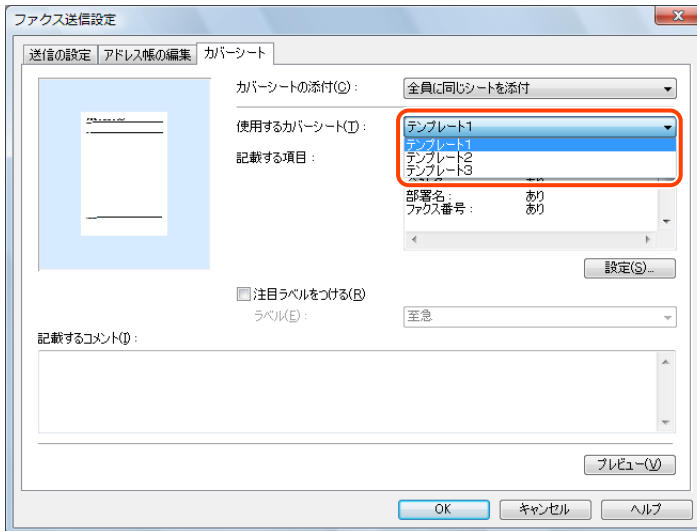 ファクス送信設定
送信の設定 アドレス帳の編集 カバーシート
カバーシートの添付(C): 全員に同じシートを添付
使用するカバーシート(T): テンプレート1
テンプレート1
テンプレート2
テンプレート3
記載する項目:
部署名: あり
ファクス番号: あり
設定(S)...
注目ラベルをつける(R)
ラベル(E): 至急
記載するコメント(I):
プレビュー(V)
OK キャンセル ヘルプ